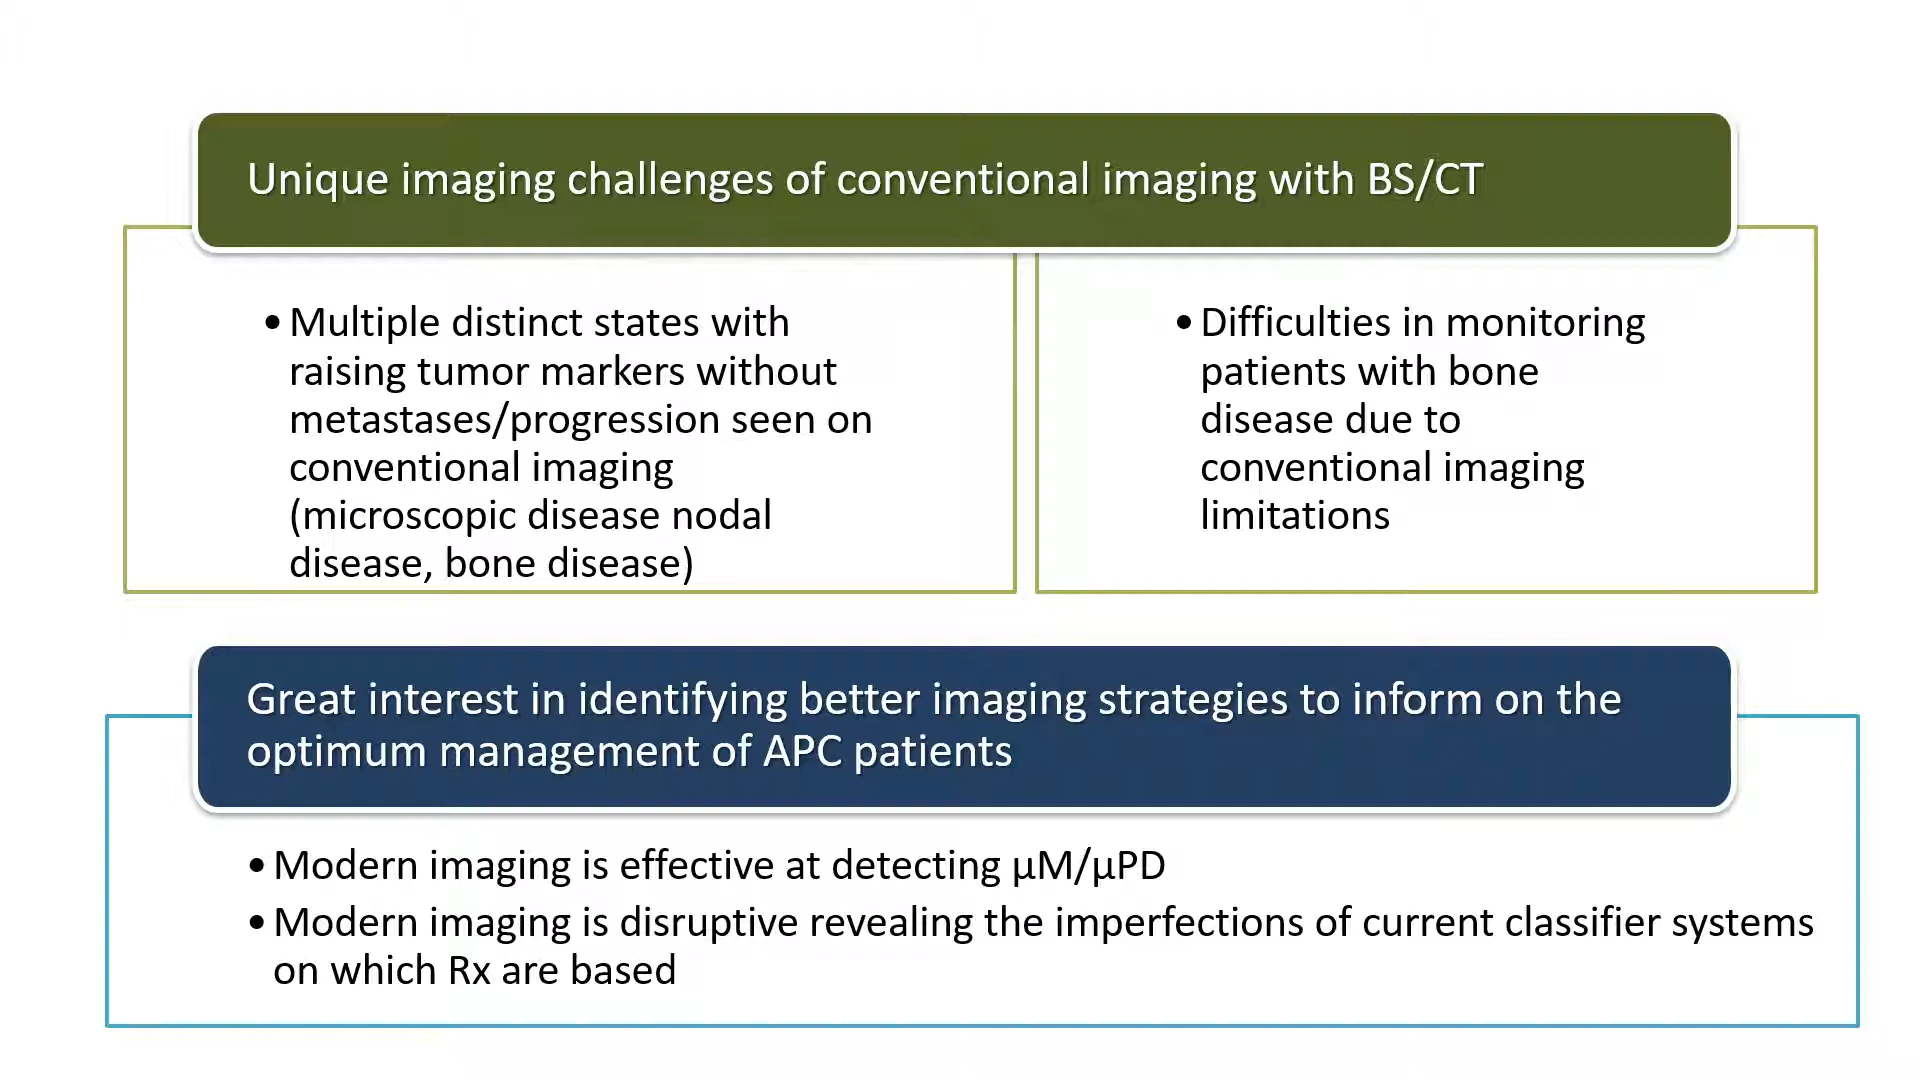 Unique imaging challenges of conventional imaging with BS/CT
• Multiple distinct states with
raising tumor markers without
metastases/progression seen on
conventional imaging
(microscopic disease nodal
disease, bone disease)
• Difficulties in monitoring
patients with bone
disease due to
conventional imaging
limitations
Great interest in identifying better imaging strategies to inform on the
optimum management of APC patients
• Modern imaging is effective at detecting µM/µPD
• Modern imaging is disruptive revealing the imperfections of current classifier systems
on which Rx are based